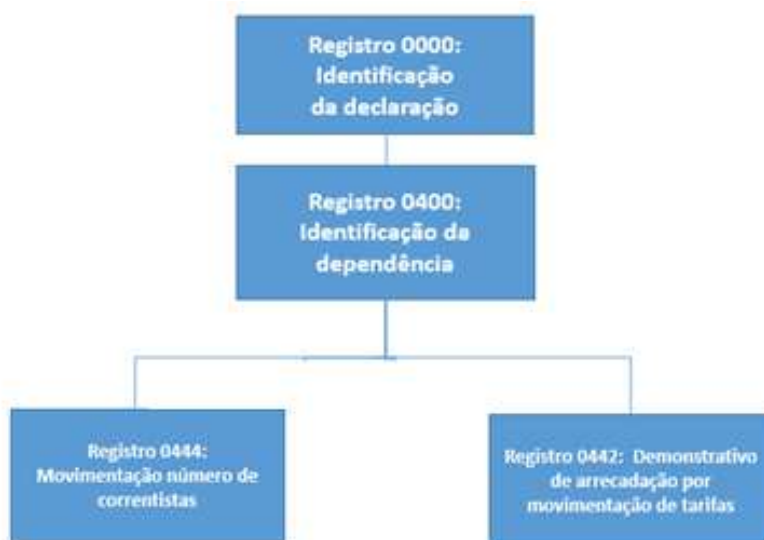 Registro 0000:
Identificação
da declaração
Registro 0400:
Identificação da
dependência
Registro 0444:
Movimentação número de
correntistas
Registro 0442:  Demonstrativo
de arrecadação por
movimentação de tarifas